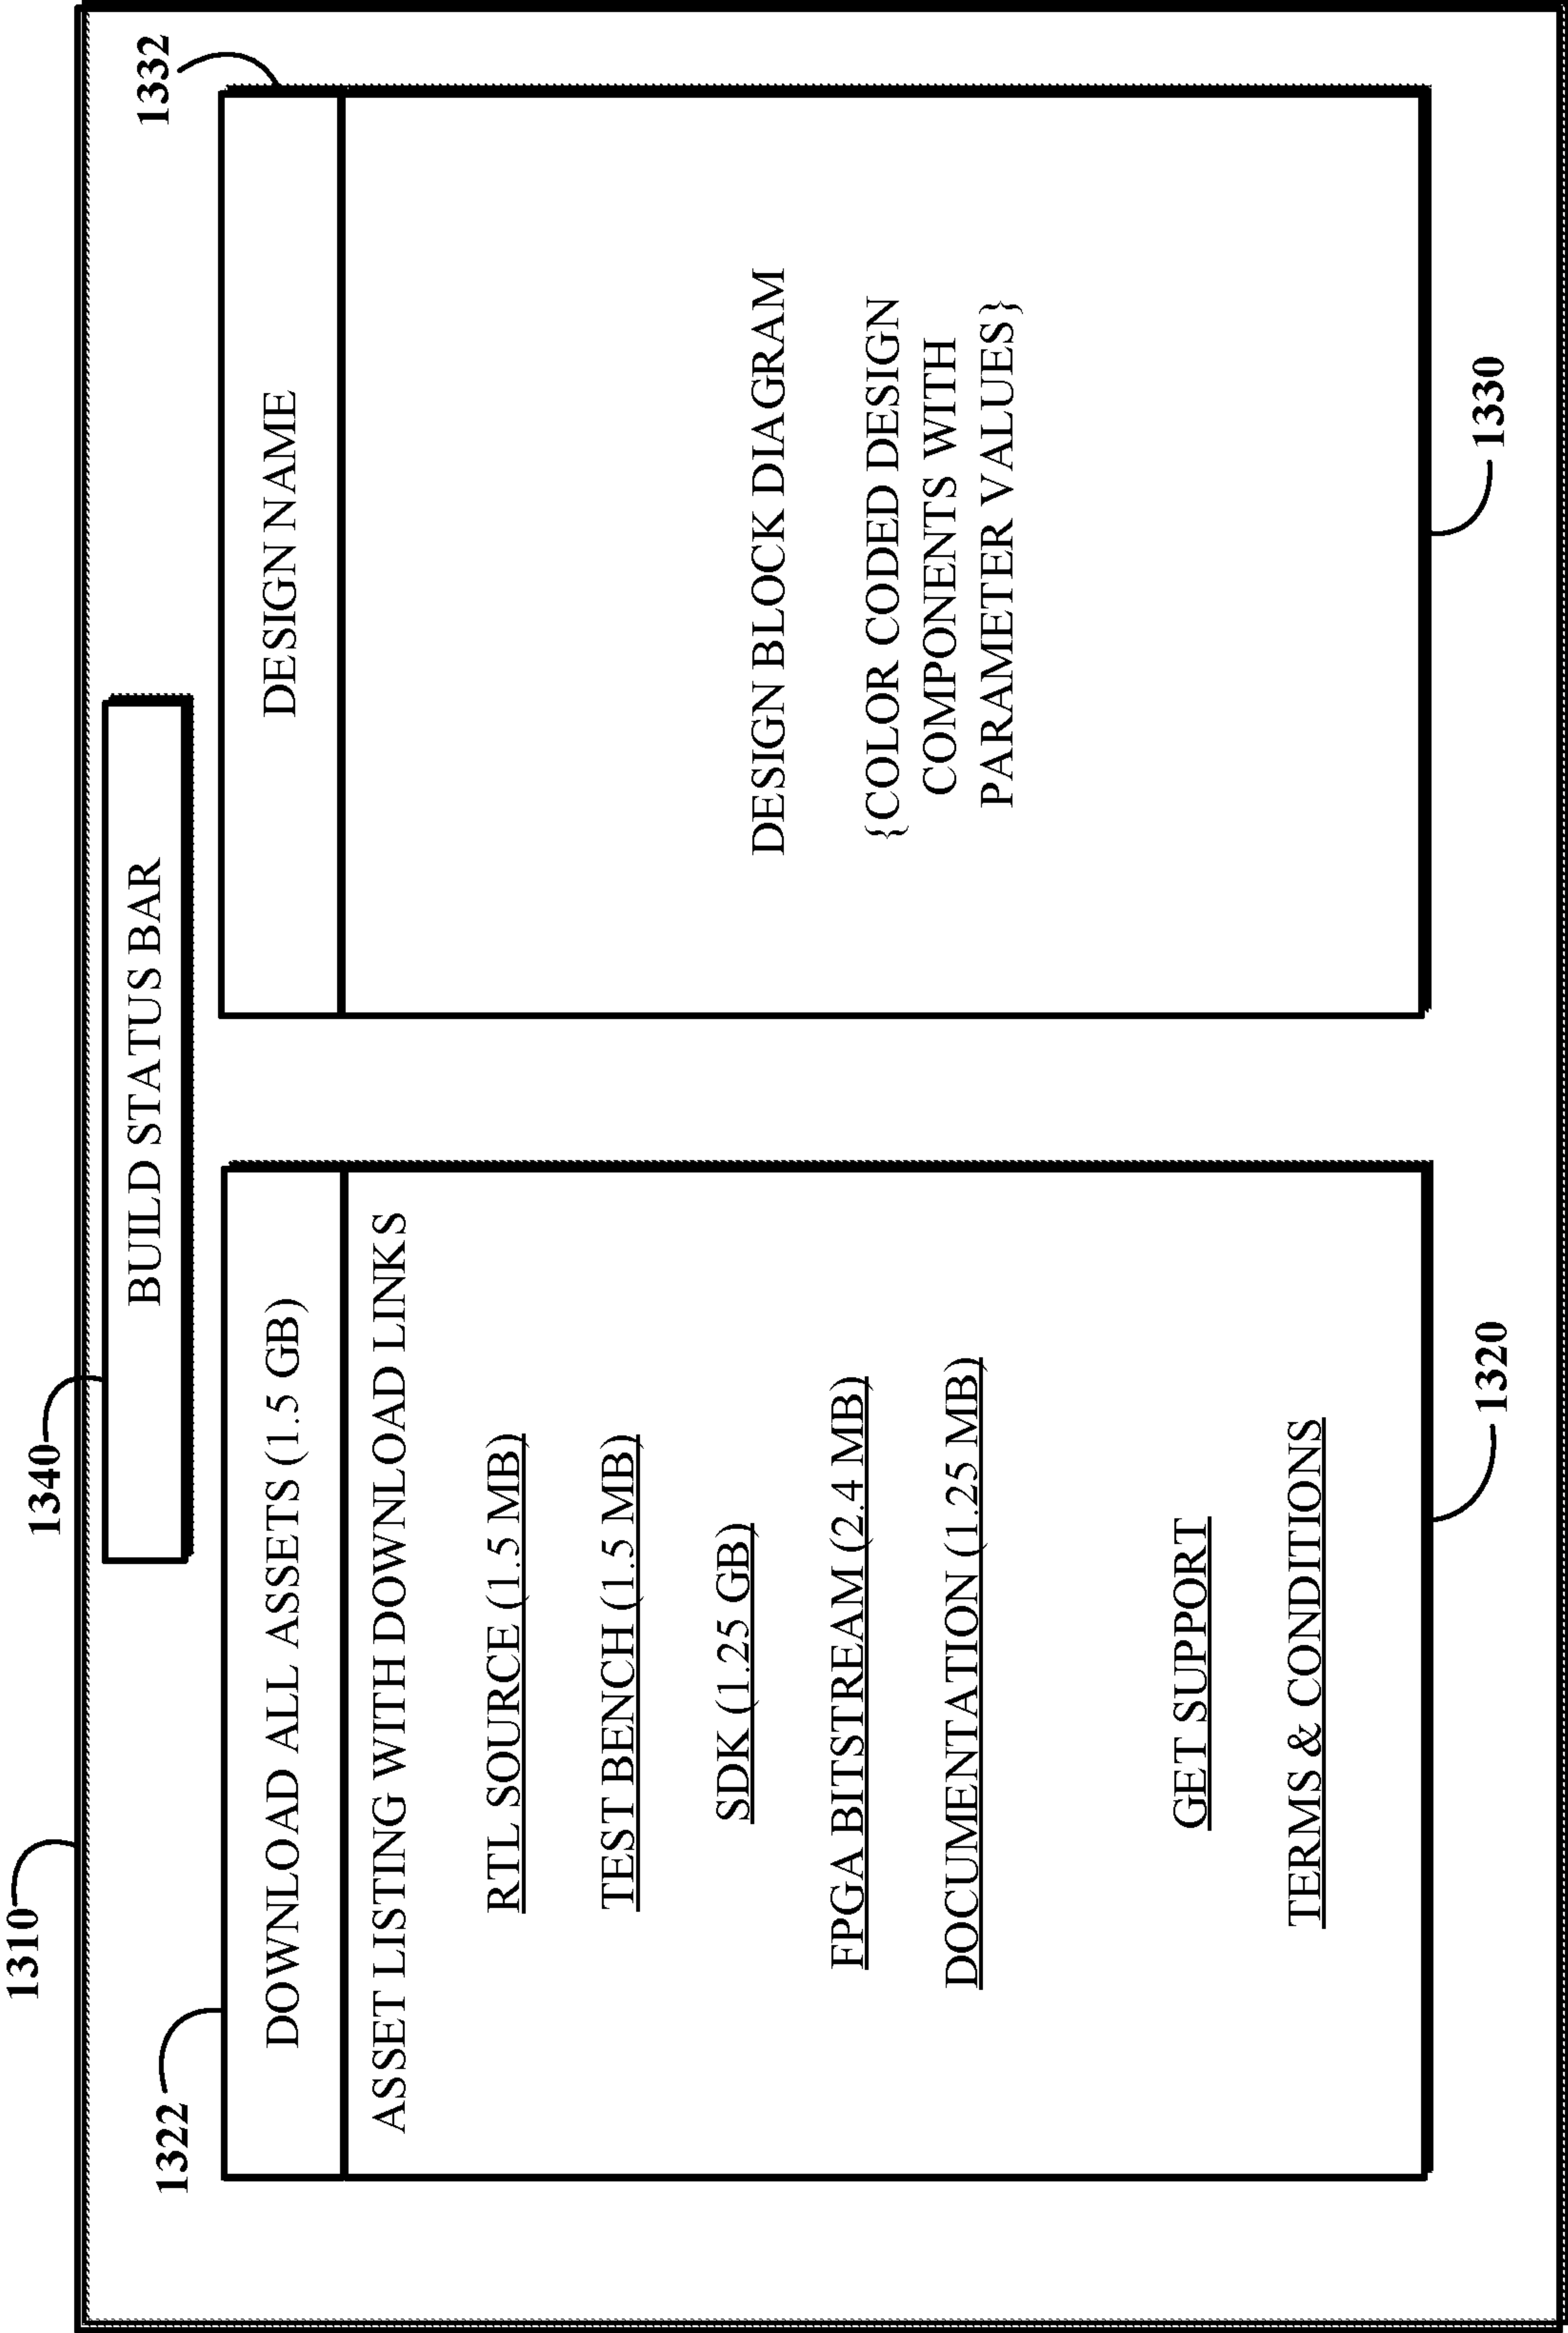 1310
1340
BUILD STATUS BAR
1322
DOWNLOAD ALL ASSETS (1.5 GB)
ASSET LISTING WITH DOWNLOAD LINKS
RTL SOURCE (1.5 MB)
TEST BENCH (1.5 MB)
SDK (1.25 GB)
FPGA BITSTREAM (2.4 MB)
DOCUMENTATION (1.25 MB)
GET SUPPORT
TERMS & CONDITIONS
1320
1332
DESIGN NAME
DESIGN BLOCK DIAGRAM
{COLOR CODED DESIGN
COMPONENTS WITH
PARAMETER VALUES}
1330